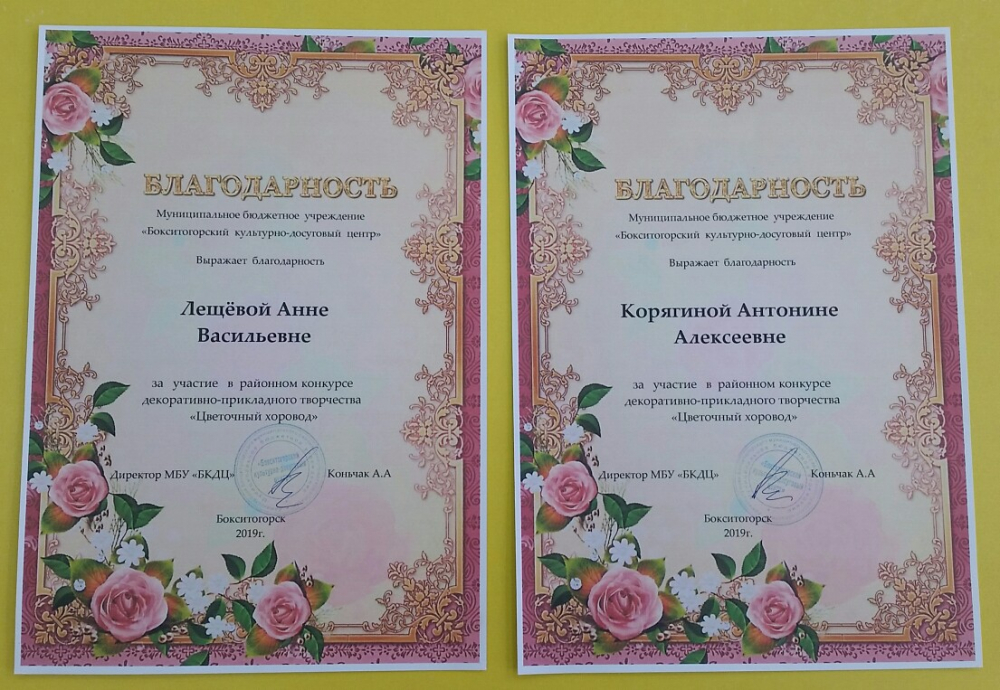 БЛАГОДАРНОСТЬ
Муниципальное бюджетное учреждение
«Бокситогорский культурно-досуговый центр»
Выражает благодарность
Лещёвой Анне
Васильевне
за участие в районном конкурсе
декоративно-прикладного творчества
«Цветочный хоровод»
Директор МБУ «БКДЦ» Коньчак А.А
Бокситогорск
2019г.
БЛАГОДАРНОСТЬ
Муниципальное бюджетное учреждение
«Бокситогорский культурно-досуговый центр»
Выражает благодарность
Корягиной Антонине
Алексеевне
за участие в районном конкурсе
декоративно-прикладного творчества
«Цветочный хоровод»
Директор МБУ «БКДЦ» Коньчак А.А
Бокситогорск
2019г.